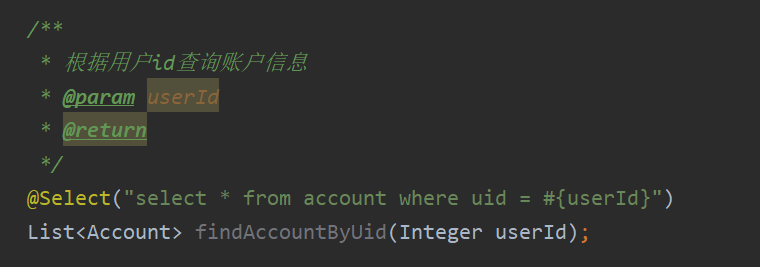 /**
* 根据用户id查询账户信息
* @param userId
* @return
*/
@Select("select * from account where uid = #{userId}")
List<Account> findAccountByUid(Integer userId);